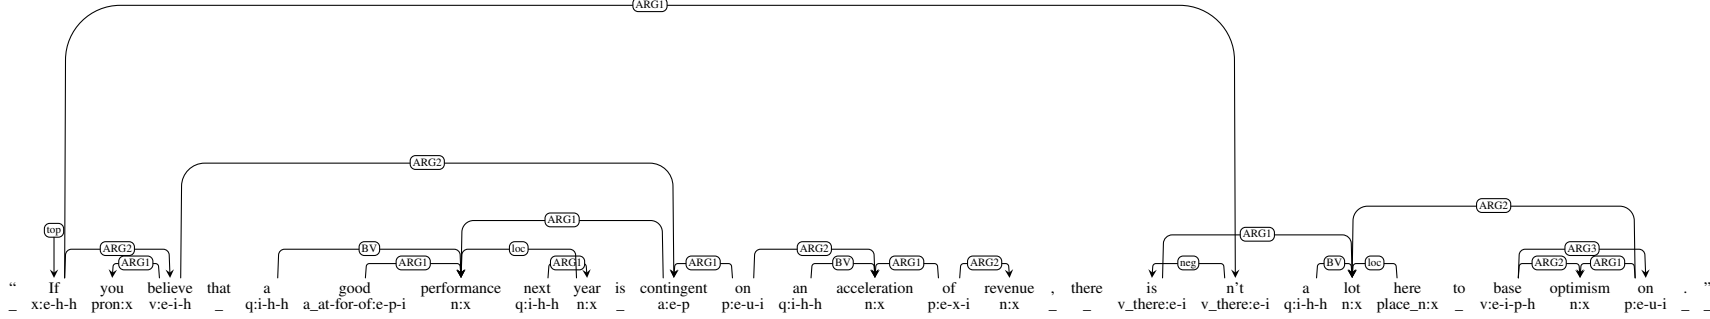 ARG1
ARG2
ARG2
top
ARG1
ARG1
ARG2
BV
loc
ARG2
ARG3
ARG1
ARG1
ARG1
ARG1
BV
ARG1
ARG2
neg
BV
loc
ARG2
ARG1
“ If you believe that a good performance next year is contingent on an acceleration of revenue , there is n’t a lot here to base optimism on . ”
_ x:e-h-h pron:x v:e-i-h _ q:i-h-h a_at-for-of:e-p-i n:x q:i-h-h n:x _ a:e-p p:e-u-i q:i-h-h n:x p:e-x-i n:x _ _ v_there:e-i v_there:e-i q:i-h-h n:x place_n:x _ v:e-i-p-h n:x p:e-u-i _ _